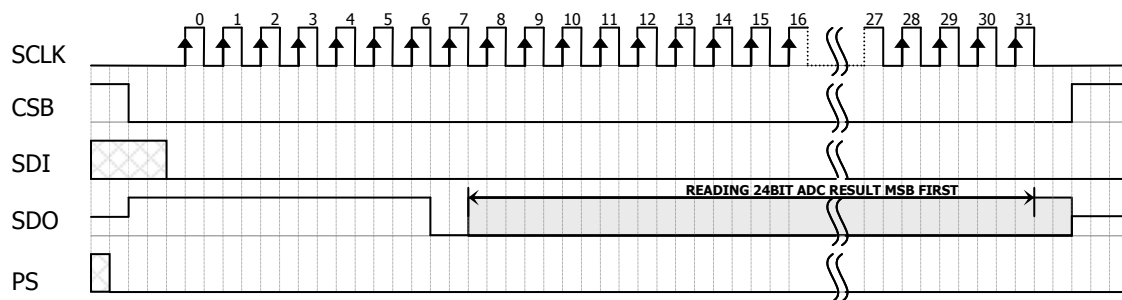 0 1 2 3 4 5 6 7 8 9 10 11 12 13 14 15 16 27 28 29 30 31
SCLK
CSB
SDI
READING 24BIT ADC RESULT MSB FIRST
SDO
PS